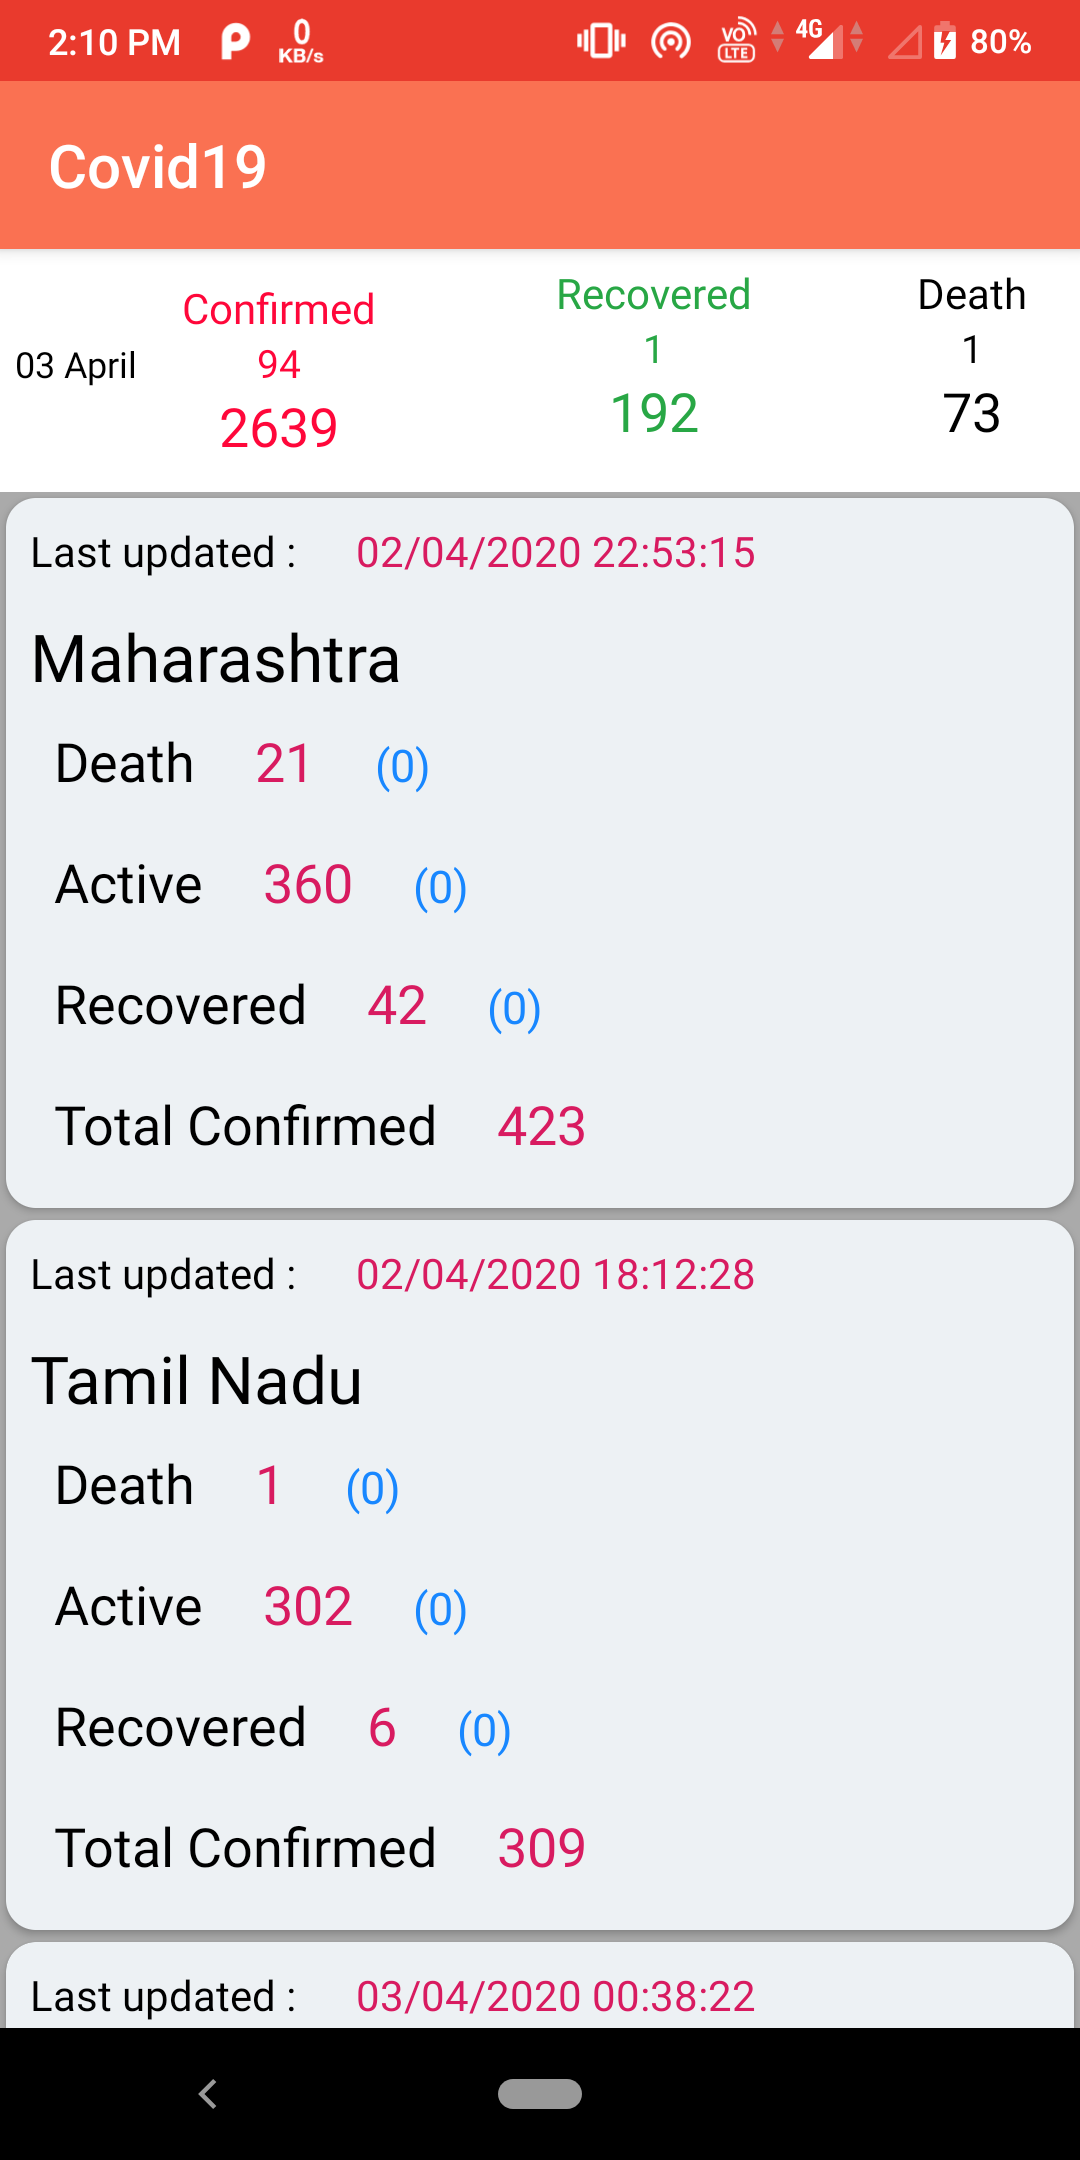 2:10 PM 0 KB/s VO LTE 4G 80%
Covid19
Confirmed Recovered Death
03 April 94 1 1
2639 192 73
Last updated : 02/04/2020 22:53:15
Maharashtra
Death 21 (0)
Active 360 (0)
Recovered 42 (0)
Total Confirmed 423
Last updated : 02/04/2020 18:12:28
Tamil Nadu
Death 1 (0)
Active 302 (0)
Recovered 6 (0)
Total Confirmed 309
Last updated : 03/04/2020 00:38:22